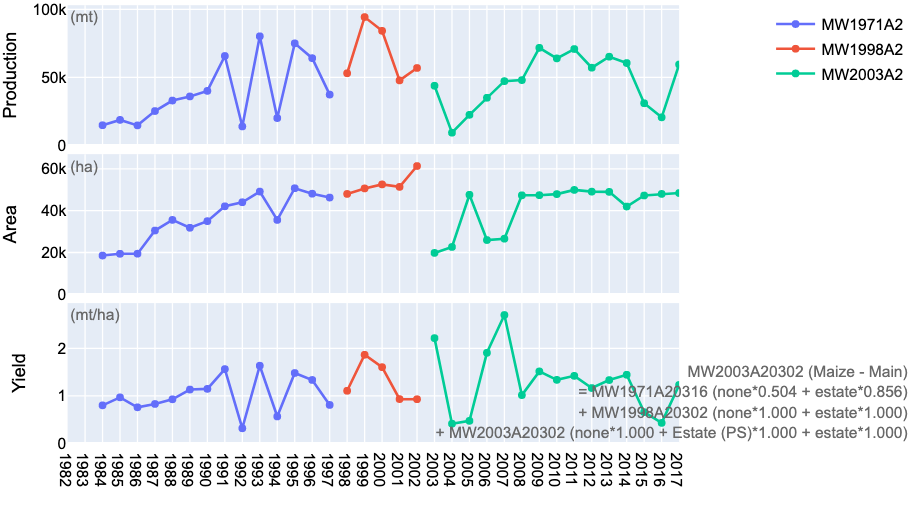 100k
(mt)
MW1971A2
MW1998A2
MW2003A2
Production
50k
0
60k
(ha)
Area
40k
20k
0
(mt/ha)
Yield
2
1
0
MW2003A20302 (Maize - Main)
= MW1971A20316 (none*0.504 + estate*0.856)
+ MW1998A20302 (none*1.000 + estate*1.000)
+ MW2003A20302 (none*1.000 + Estate (PS)*1.000 + estate*1.000)
1982
1983
1984
1985
1986
1987
1988
1989
1990
1991
1992
1993
1994
1995
1996
1997
1998
1999
2000
2001
2002
2003
2004
2005
2006
2007
2008
2009
2010
2011
2012
2013
2014
2015
2016
2017